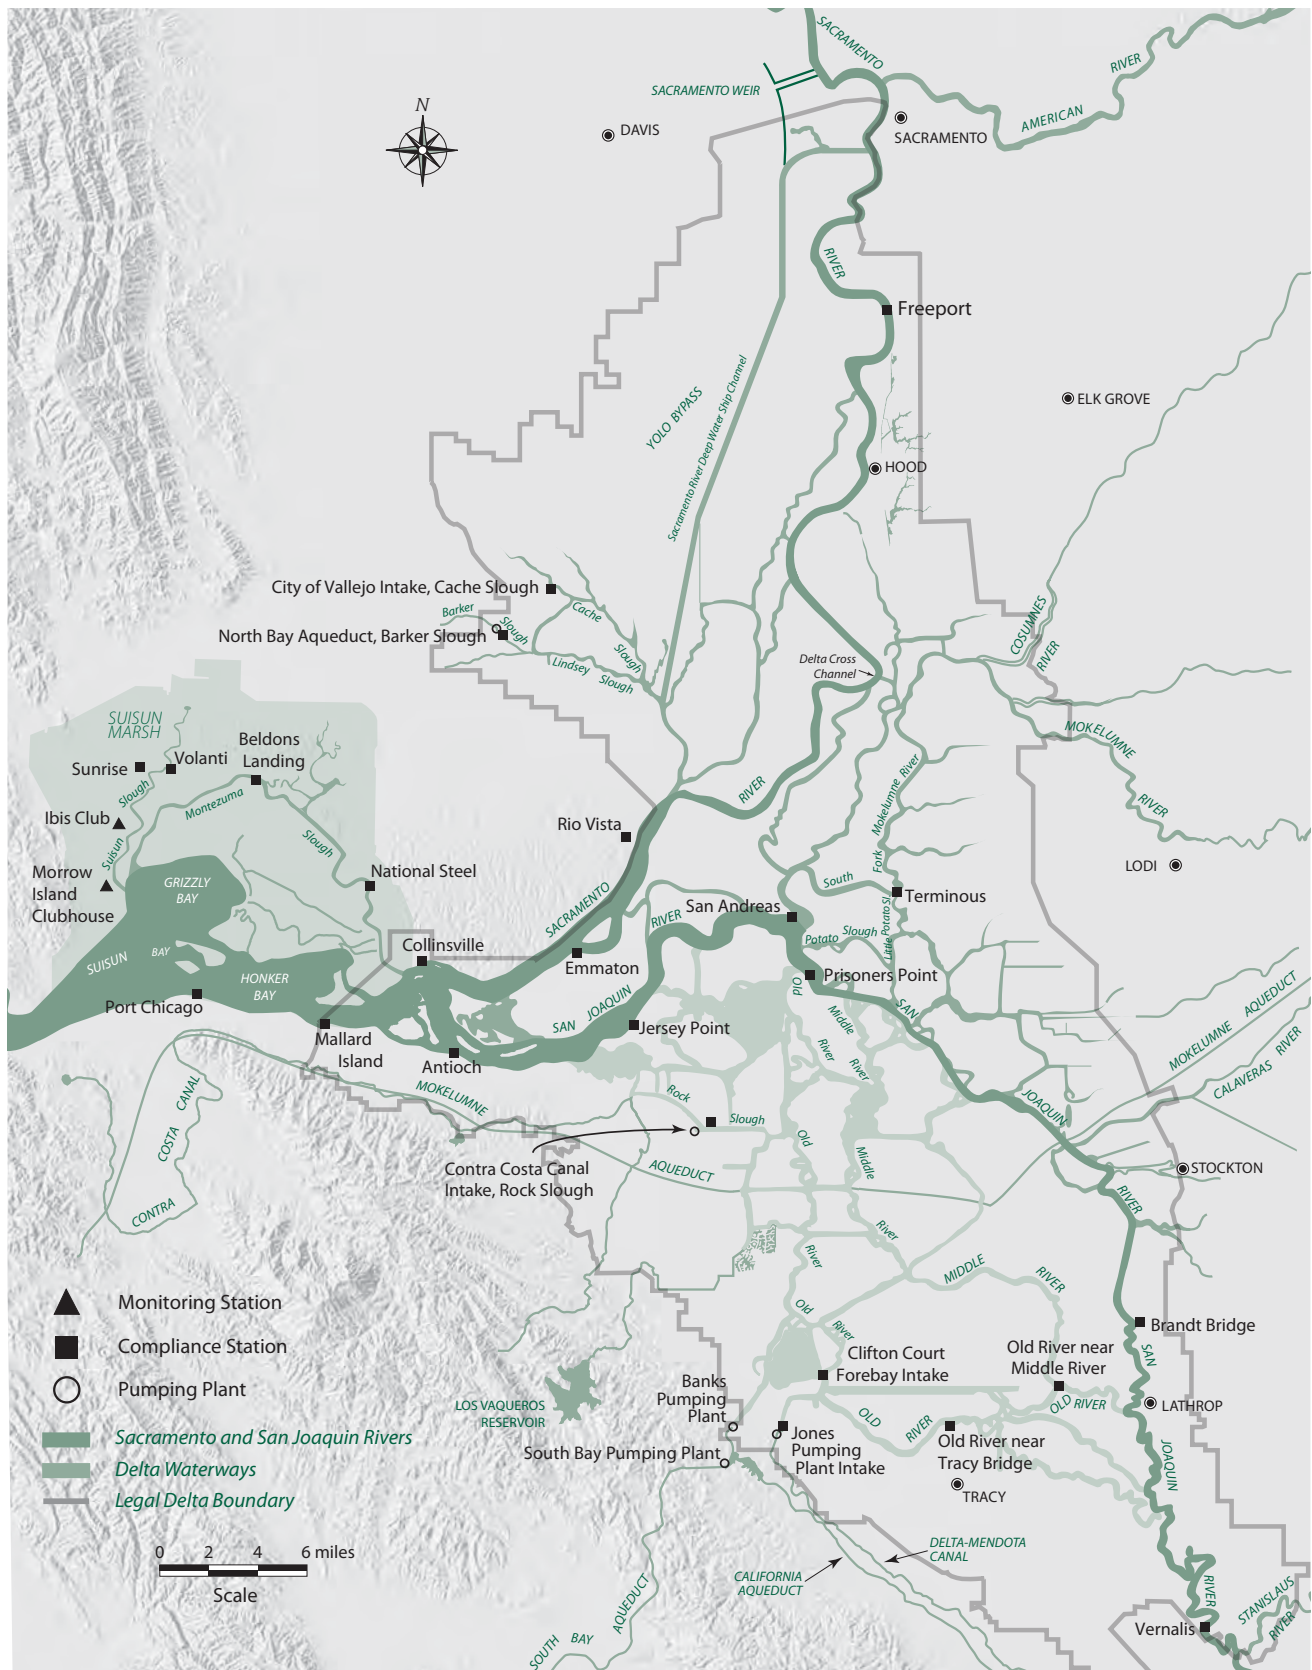 SACRAMENTO
RIVER
AMERICAN
SACRAMENTO WEIR
N
DAVIS
SACRAMENTO
RIVER
Freeport
YOLO BYPASS
Sacramento River Deep Water Ship Channel
ELK GROVE
HOOD
City of Vallejo Intake, Cache Slough
Barker
Slough
Cache
Slough
North Bay Aqueduct, Barker Slough
Lindsey Slough
Delta Cross
Channel
COSUMNES
RIVER
SUISUN
MARSH
MOKELUMNE
RIVER
Sunrise
Volanti
Beldons
Landing
Slough
Montezuma
Slough
Ibis Club
Suisun
Morrow
Island
Clubhouse
GRIZZLY
BAY
National Steel
Rio Vista
RIVER
Mokelumne River
Fork
South
LODI
Terminous
SACRAMENTO
RIVER
San Andreas
Potato Slough
Little Potato Sl.
Collinsville
Emmaton
Prisoners Point
SUISUN BAY
HONKER
BAY
Port Chicago
SAN JOAQUIN
Jersey Point
Old
River
Middle
River
SAN
JOAQUIN
RIVER
MOKELUMNE AQUEDUCT
CALAVERAS RIVER
Mallard
Island
Antioch
MOKELUMNE
AQUEDUCT
CONTRA
COSTA
CANAL
Rock
Slough
Contra Costa Canal
Intake, Rock Slough
Old
River
Middle
River
STOCKTON
MIDDLE
RIVER
Monitoring Station
Compliance Station
Pumping Plant
Sacramento and San Joaquin Rivers
Delta Waterways
Legal Delta Boundary
Old
River
Brandt Bridge
SAN
JOAQUIN
RIVER
Clifton Court
Forebay Intake
Old River near
Middle River
LATHROP
Banks
Pumping
Plant
LOS VAQUEROS
RESERVOIR
OLD
RIVER
OLD RIVER
South Bay Pumping Plant
Jones
Pumping
Plant Intake
Old River near
Tracy Bridge
TRACY
0 2 4 6 miles
Scale
DELTA-MENDOTA
CANAL
CALIFORNIA
AQUEDUCT
SOUTH BAY AQUEDUCT
STANISLAUS
RIVER
Vernalis